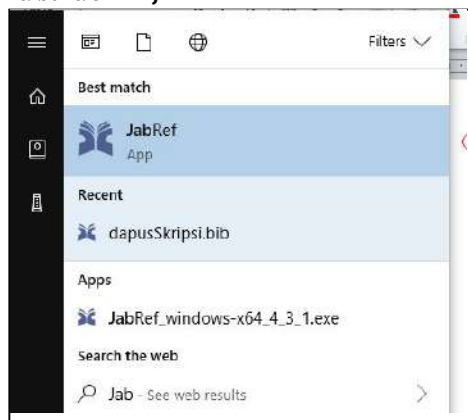 Filters
Best match
JabRef
App
Recent
dapusSkripsi.bib
Apps
JabRef_windows-x64_4_3_1.exe
Search the web
Jab - See web results